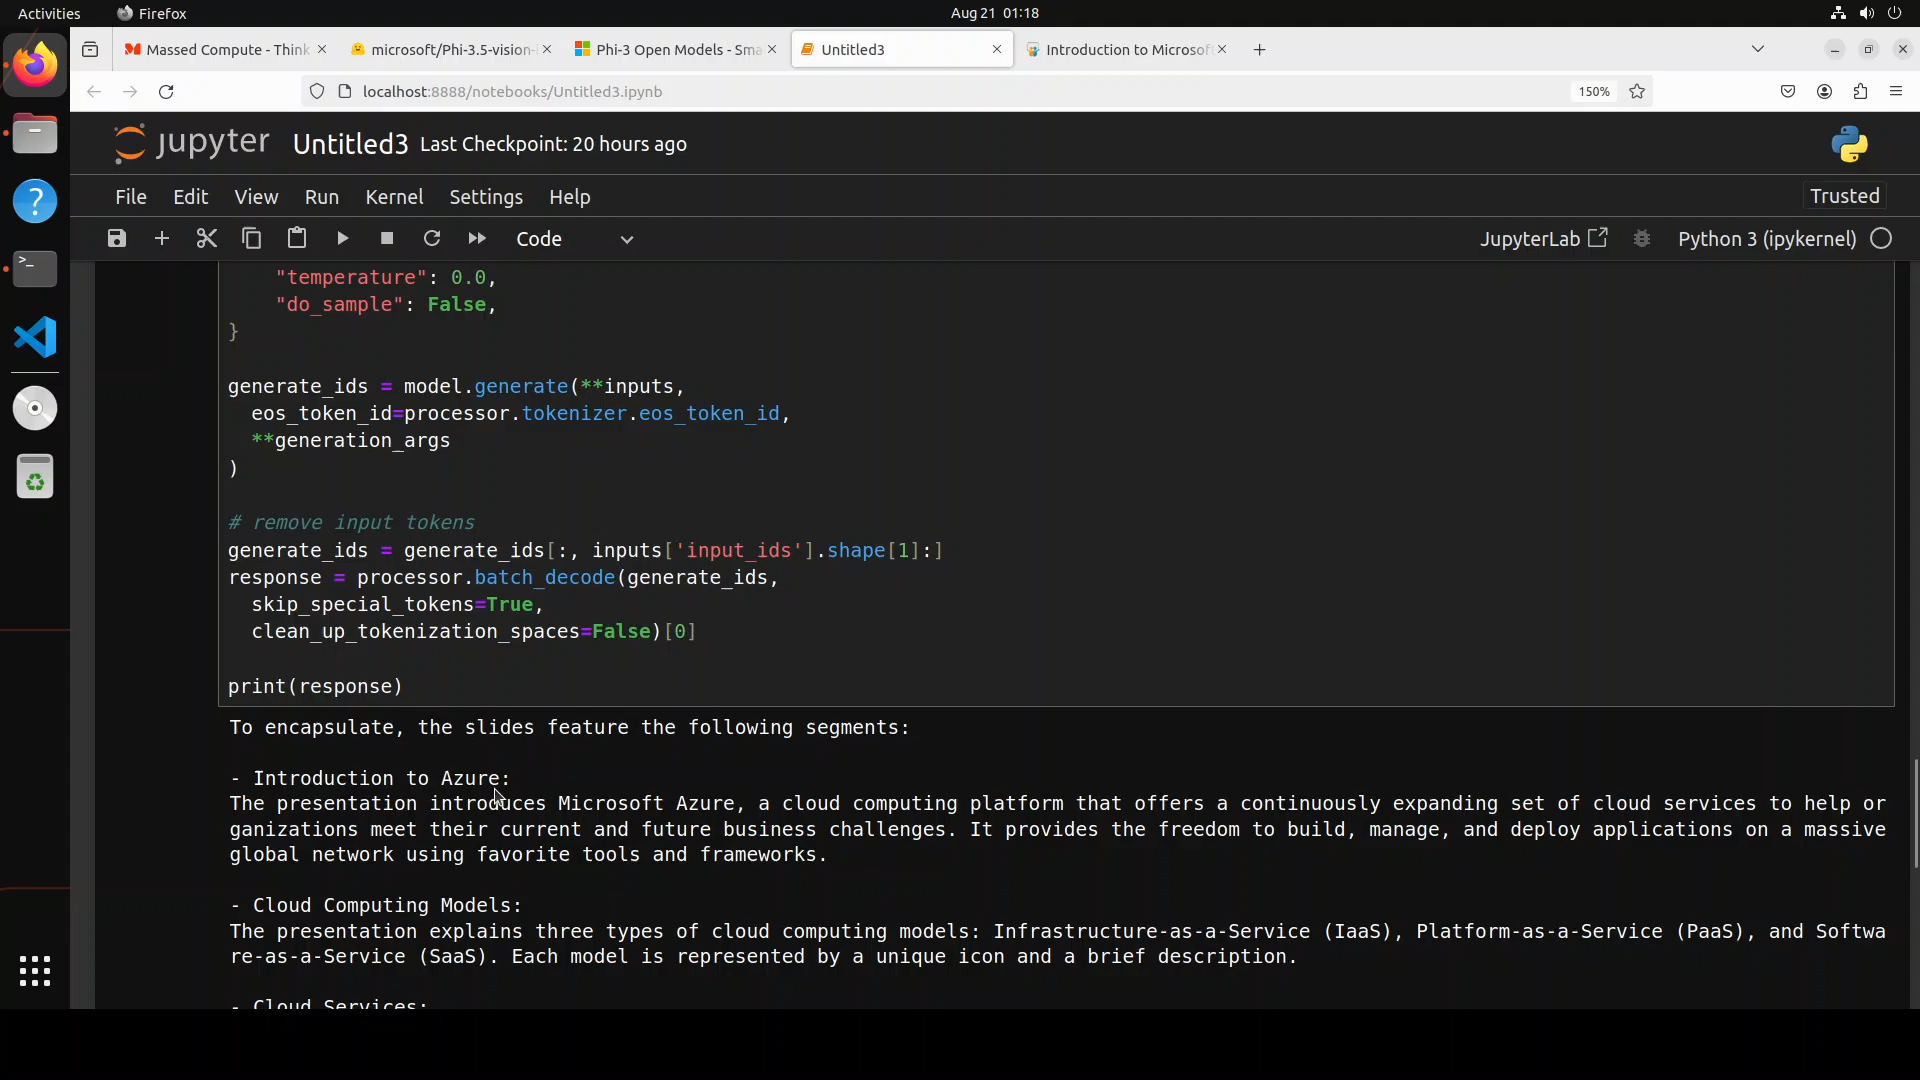 Activities
Firefox
Aug 21 01:18
Massed Compute - Think
microsoft/Phi-3.5-vision-
Phi-3 Open Models - Sma
Untitled3
Introduction to Microsof
localhost:8888/notebooks/Untitled3.ipynb
150%
jupyter
Untitled3 Last Checkpoint: 20 hours ago
File Edit View Run Kernel Settings Help
Trusted
Code
JupyterLab
Python 3 (ipykernel)
"temperature": 0.0,
"do_sample": False,
}
generate_ids = model.generate(**inputs,
eos_token_id=processor.tokenizer.eos_token_id,
**generation_args
)
# remove input tokens
generate_ids = generate_ids[:, inputs['input_ids'].shape[1]:]
response = processor.batch_decode(generate_ids,
skip_special_tokens=True,
clean_up_tokenization_spaces=False)[0]
print(response)
To encapsulate, the slides feature the following segments:
- Introduction to Azure:
The presentation introduces Microsoft Azure, a cloud computing platform that offers a continuously expanding set of cloud services to help or
ganizations meet their current and future business challenges. It provides the freedom to build, manage, and deploy applications on a massive
global network using favorite tools and frameworks.
- Cloud Computing Models:
The presentation explains three types of cloud computing models: Infrastructure-as-a-Service (IaaS), Platform-as-a-Service (PaaS), and Softwa
re-as-a-Service (SaaS). Each model is represented by a unique icon and a brief description.
- Cloud Services: